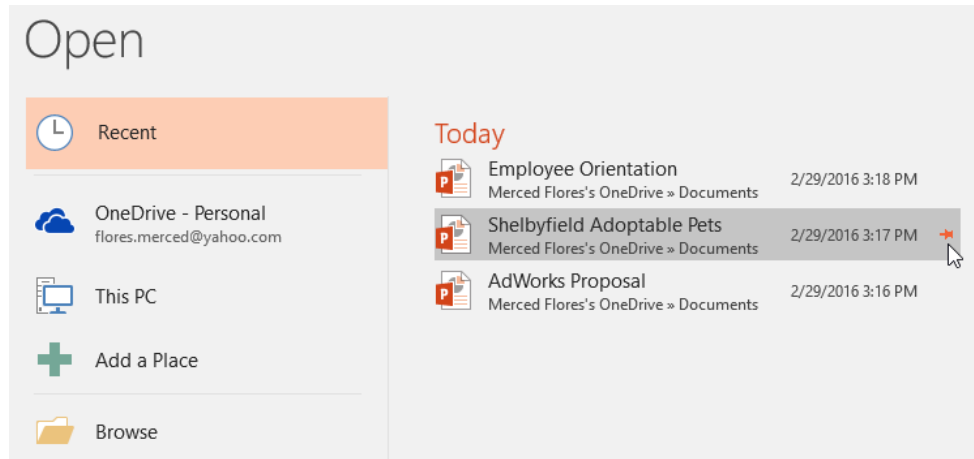 Open
Recent
OneDrive - Personal
flores.merced@yahoo.com
This PC
Add a Place
Browse
Today
Employee Orientation
Merced Flores's OneDrive » Documents
2/29/2016 3:18 PM
Shelbyfield Adoptable Pets
Merced Flores's OneDrive » Documents
2/29/2016 3:17 PM
AdWorks Proposal
Merced Flores's OneDrive » Documents
2/29/2016 3:16 PM